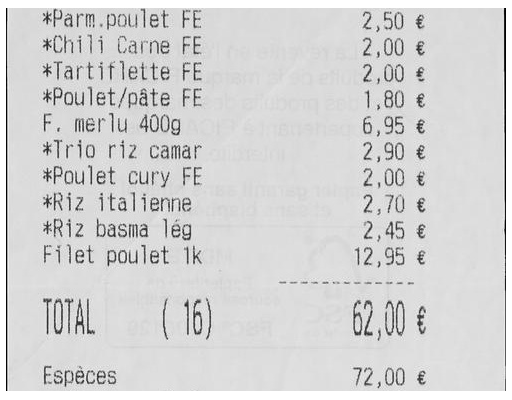 *Parm.poulet FE 2,50 €
*Chili Carne FE 2,00 €
*Tartiflette FE 2,00 €
*Poulet/pâte FE 1,80 €
F. merlu 400g 6,95 €
*Trio riz camar 2,90 €
*Poulet cury FE 2,00 €
*Riz italienne 2,70 €
*Riz basma lég 2,45 €
Filet poulet 1k 12,95 €
TOTAL ( 16) 62,00 €
Espèces 72,00 €